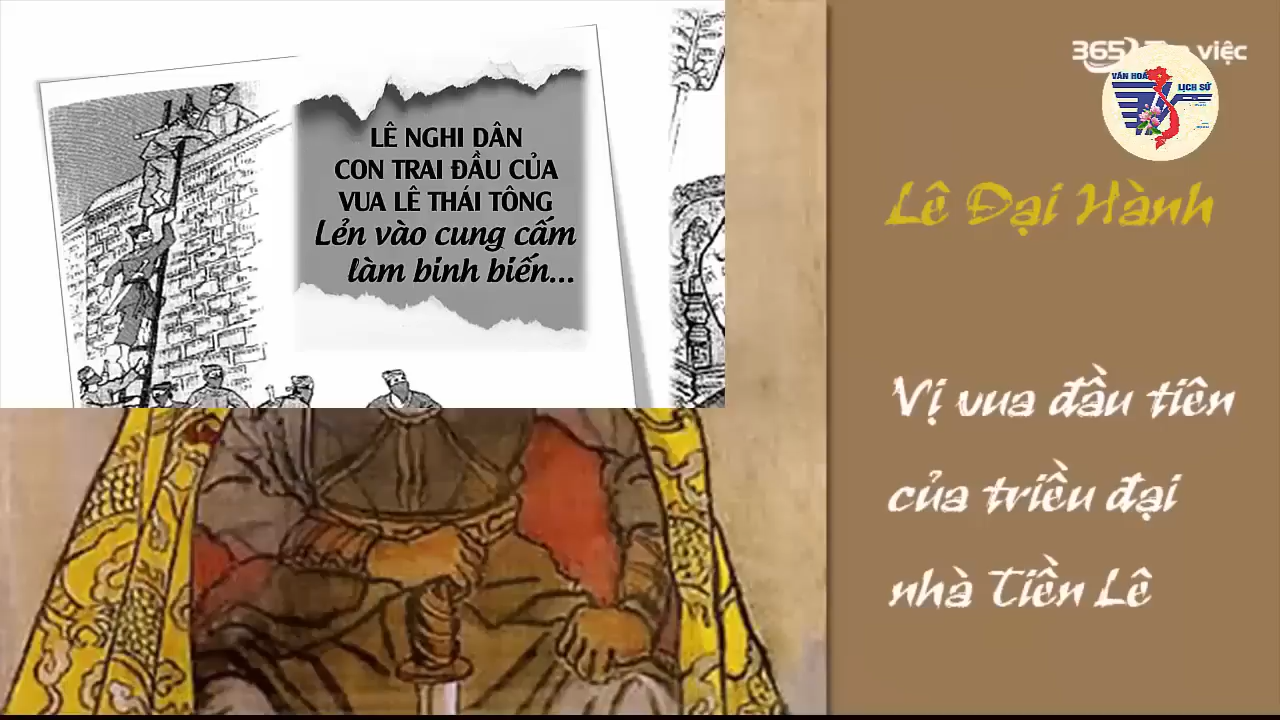 LÊ NGHI DÂN
CON TRAI ĐẦU CỦA
VUA LÊ THÁI TÔNG
Lẻn vào cung cấm
làm binh biến...
365
việc
VĂN HOÁ
LỊCH SỬ
Lê Đại Hành
Vị vua đầu tiên
của triều đại
nhà Tiền Lê